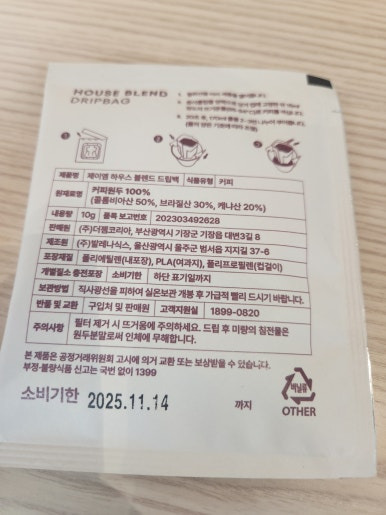 HOUSE BLEND
DRIPBAG
1
2
3
제품명 제이엠 하우스 블렌드 드립백 식품유형 커피
원재료명 커피원두 100%
(콜롬비아산 50%, 브라질산 30%, 케냐산 20%)
내용량 10g 품목 보고번호 202303492628
판매원 (주)더젬코리아, 부산광역시 기장군 기장읍 대변3길 8
제조원 (주)발레나식스, 울산광역시 울주군 범서읍 지지길 37-6
포장재질 폴리에틸렌(내포장), PLA(여과지), 폴리프로필렌(컵걸이)
개별질소 충전포장 소비기한 하단 표기일까지
보관방법 직사광선을 피하여 실온보관 개봉 후 가급적 빨리 드시기 바랍니다.
반품 및 교환 구입처 및 판매원 고객지원실 1899-0820
주의사항 필터 제거 시 뜨거움에 주의하세요. 드립 후 미량의 침전물은
원두분말로써 인체에 무해합니다.
본 제품은 공정거래위원회 고시에 의거 교환 또는 보상받을 수 있습니다.
부정·불량식품 신고는 국번 없이 1399
소비기한 2025.11.14 까지
비닐류
OTHER